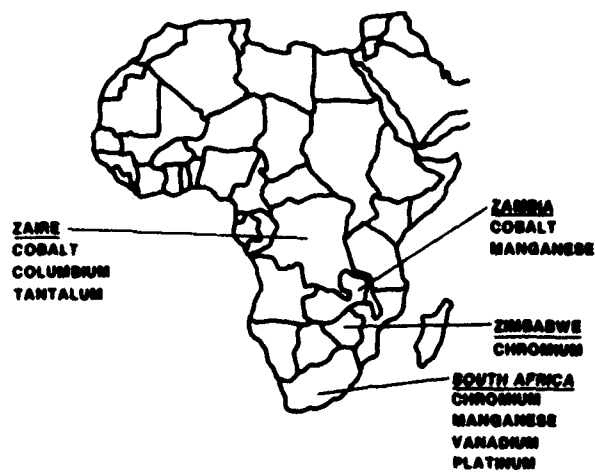 ZAIRE
COBALT
COLUMBIUM
TANTALUM
ZAMBIA
COBALT
MANGANESE
ZIMBABWE
CHROMIUM
SOUTH AFRICA
CHROMIUM
MANGANESE
VANADIUM
PLATINUM